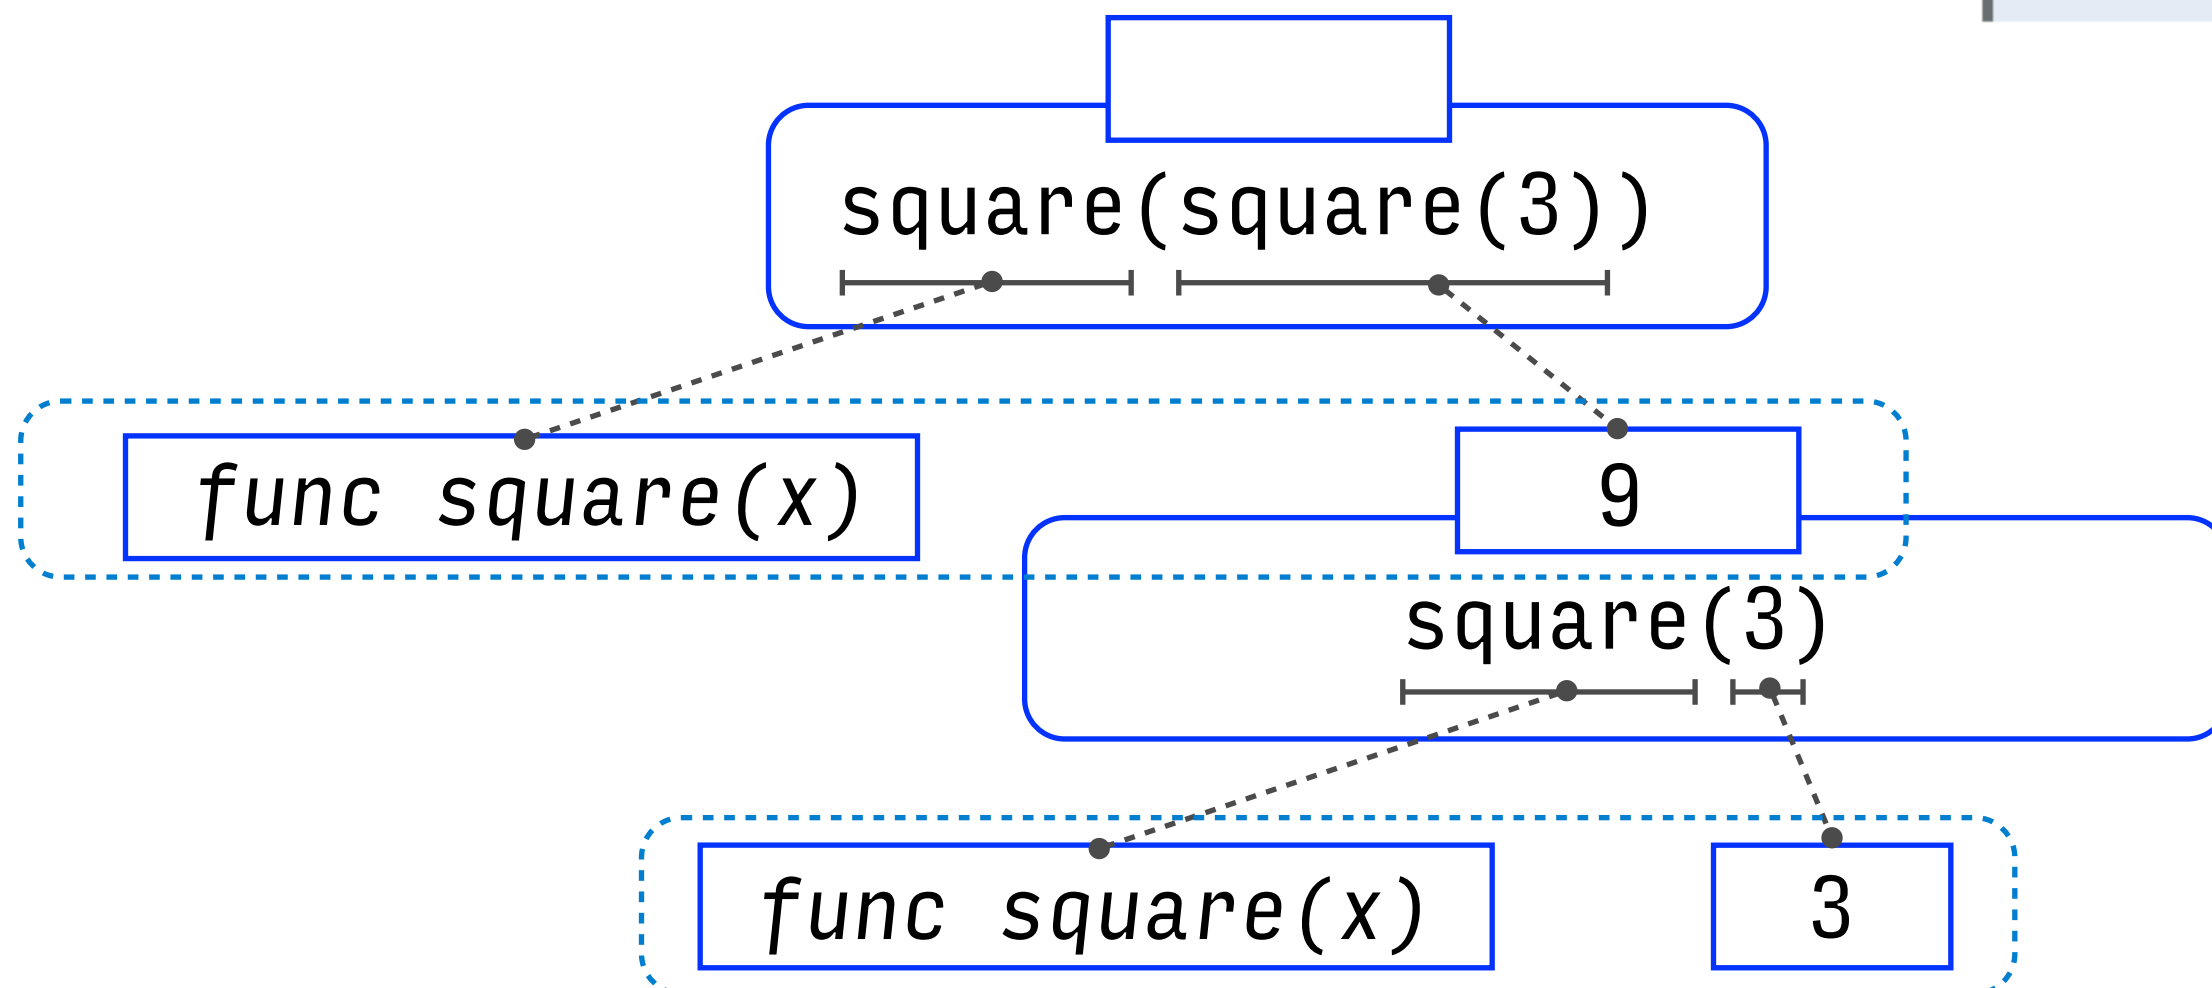 square(square(3))
func square(x)
9
square(3)
func square(x)
3